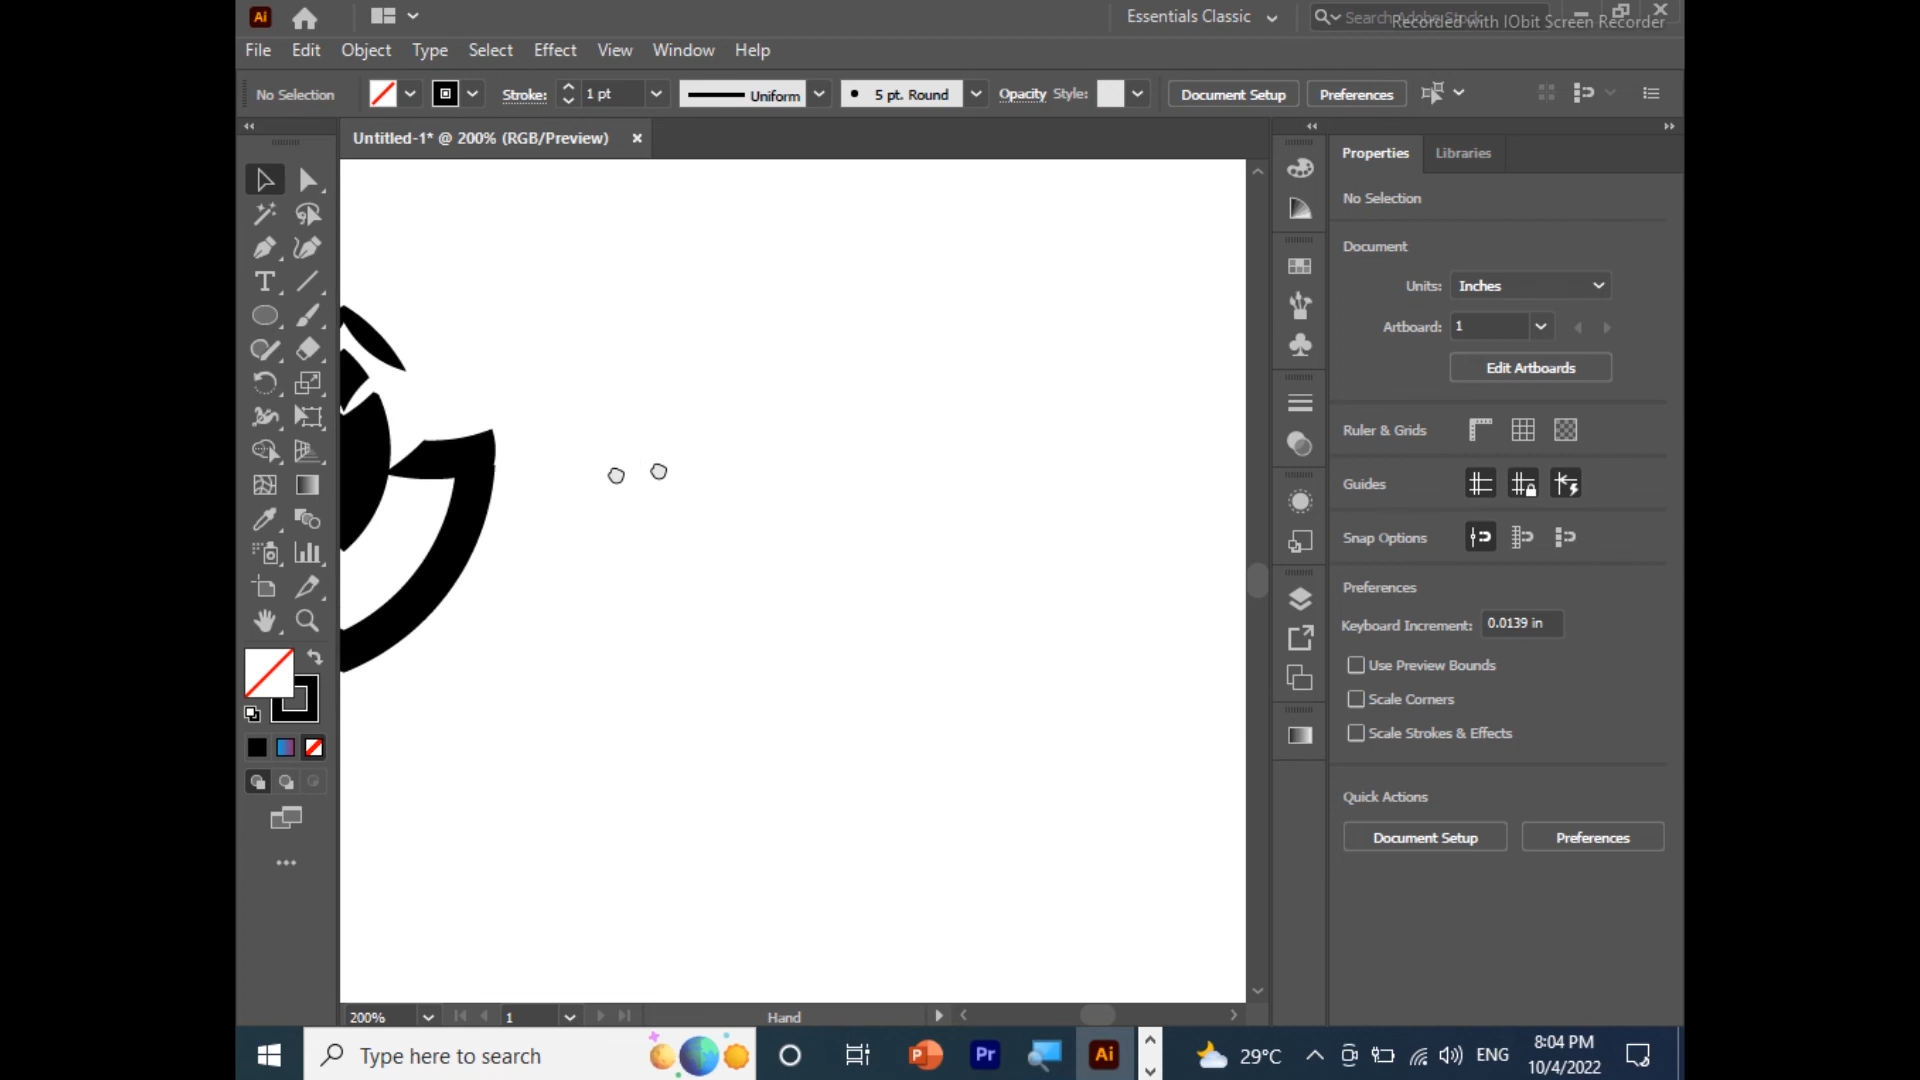 Ai
Essentials Classic
Search Adobe Stock
Recorded with IObit Screen Recorder
File Edit Object Type Select Effect View Window Help
No Selection
Stroke: 1 pt
Uniform
5 pt. Round
Opacity Style:
Document Setup
Preferences
Untitled-1* @ 200% (RGB/Preview)
Properties
Libraries
No Selection
Document
Units: Inches
Artboard: 1
Edit Artboards
Ruler & Grids
Guides
Snap Options
Preferences
Keyboard Increment: 0.0139 in
Use Preview Bounds
Scale Corners
Scale Strokes & Effects
Quick Actions
Document Setup
Preferences
T
200%
1
Hand
Type here to search
P
Pr
Ai
29°C
ENG
8:04 PM
10/4/2022